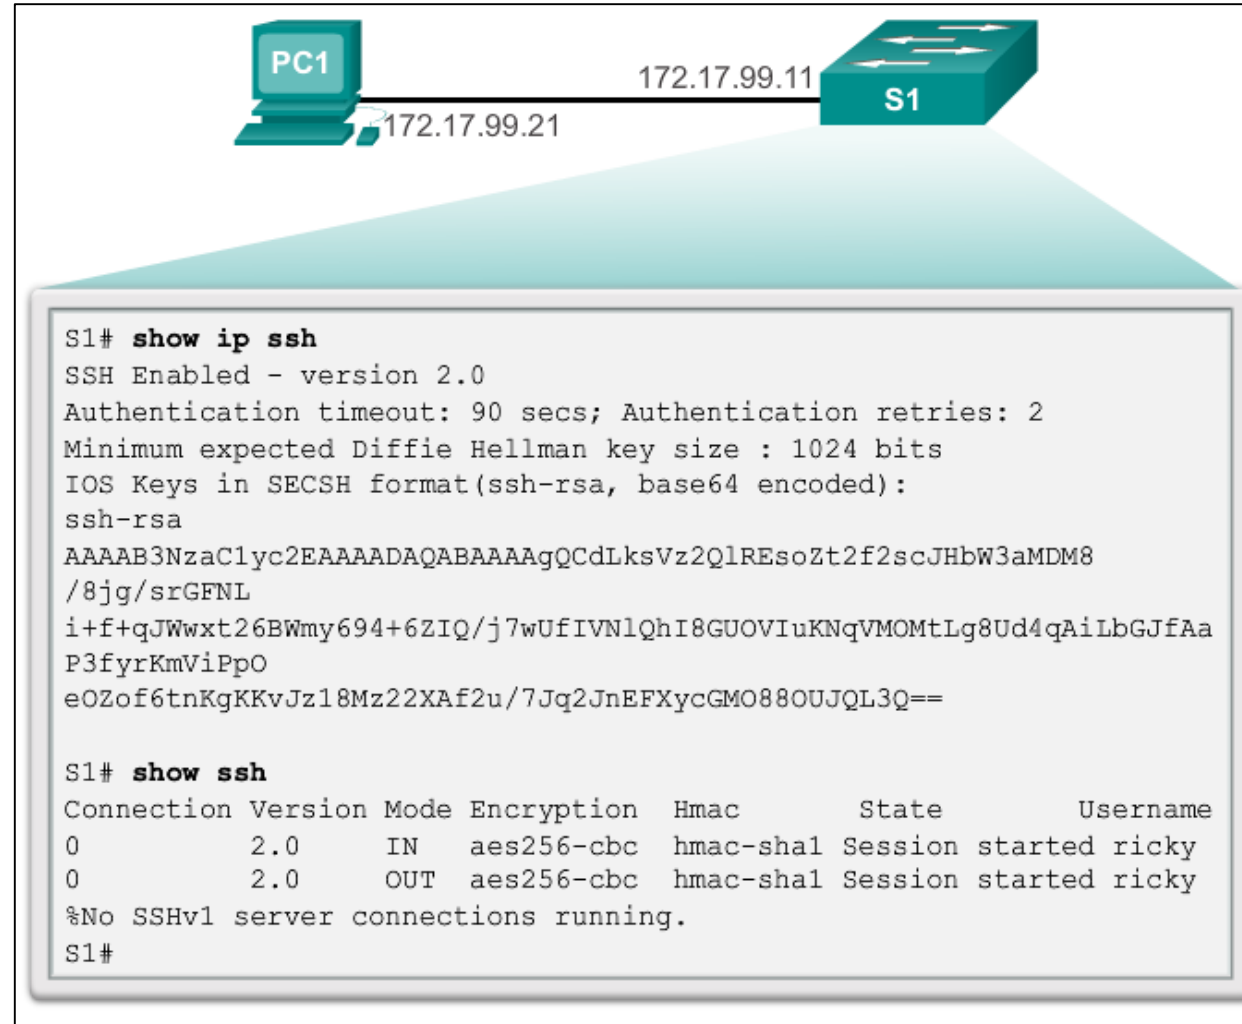 PC1
172.17.99.11
S1
172.17.99.21
S1# show ip ssh
SSH Enabled - version 2.0
Authentication timeout: 90 secs; Authentication retries: 2
Minimum expected Diffie Hellman key size : 1024 bits
IOS Keys in SECSH format(ssh-rsa, base64 encoded):
ssh-rsa
AAAAB3NzaC1yc2EAAAADAQABAAAAgQCdLksVz2QlREsoZt2f2scJHbW3aMDM8
/8jg/srGFNL
i+f+qJWwxt26BWmy694+6ZIQ/j7wUfIVNlQhI8GUOVIuKNqVMOMtLg8Ud4qAiLbGJfAa
P3fyrKmViPpO
eOZof6tnKgKKvJz18Mz22XAf2u/7Jq2JnEFXycGMO88OUJQL3Q==
S1# show ssh
Connection Version Mode Encryption Hmac State Username
0 2.0 IN aes256-cbc hmac-sha1 Session started ricky
0 2.0 OUT aes256-cbc hmac-sha1 Session started ricky
%No SSHv1 server connections running.
S1#